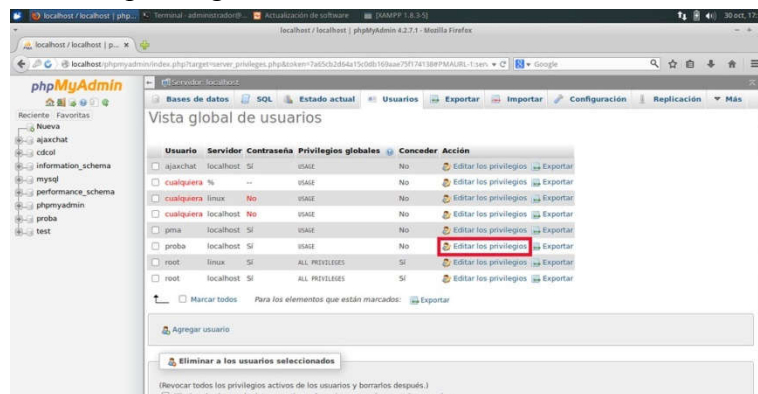 localhost / localhost | php...
Terminal - administrador@...
Actualización de software
[XAMPP 1.8.3-5]
30 oct, 17:
localhost / localhost | phpMyAdmin 4.2.7.1 - Mozilla Firefox
localhost / localhost | p...
localhost/phpmyadmin/index.php?target=server_privileges.php&token=
Google
phpMyAdmin
Reciente Favoritas
Nueva
ajaxchat
cdcol
information_schema
mysql
performance_schema
phpmyadmin
proba
test
Servidor: localhost
Bases de datos SQL Estado actual Usuarios Exportar Importar Configuración Replicación Más
Vista global de usuarios
Usuario Servidor Contraseña Privilegios globales Conceder Acción
ajaxchat localhost Sí USAGE No Editar los privilegios Exportar
cualquiera % -- USAGE No Editar los privilegios Exportar
cualquiera linux No USAGE No Editar los privilegios Exportar
cualquiera localhost No USAGE No Editar los privilegios Exportar
pma localhost Sí USAGE No Editar los privilegios Exportar
proba localhost Sí USAGE No Editar los privilegios Exportar
root linux Sí ALL PRIVILEGES Sí Editar los privilegios Exportar
root localhost Sí ALL PRIVILEGES Sí Editar los privilegios Exportar
Marcar todos Para los elementos que están marcados: Exportar
Agregar usuario
Eliminar a los usuarios seleccionados
(Revocar todos los privilegios activos de los usuarios y borrarlos después.)